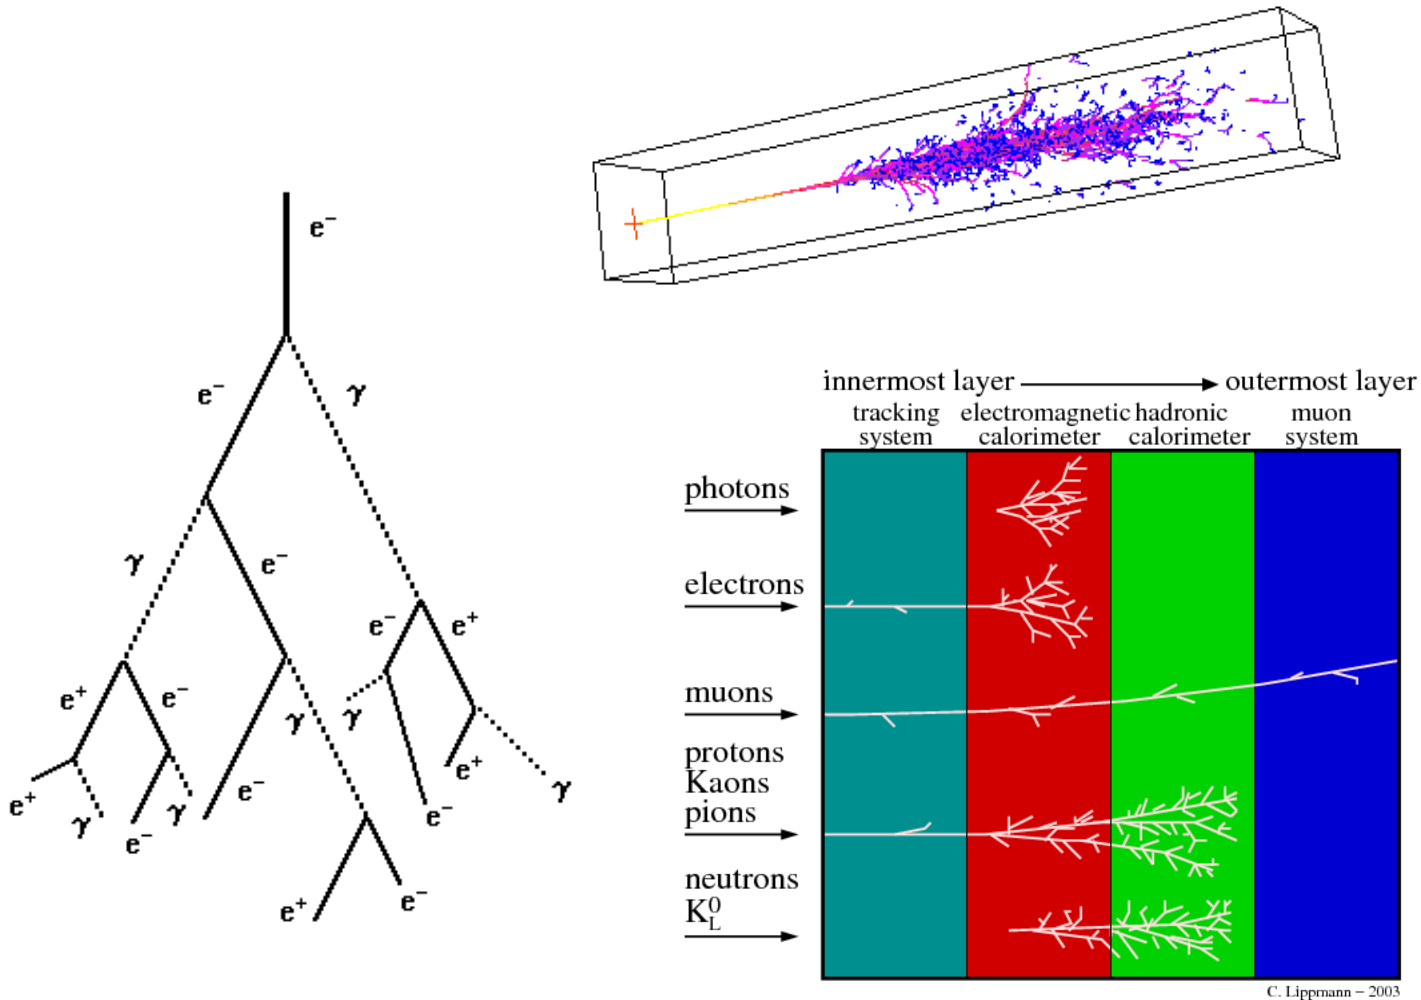 e⁻
e⁻
γ
γ
e⁻
e⁻
e⁺
e⁺
e⁻
γ
γ
e⁺
γ
e⁺
γ
e⁻
γ
e⁻
e⁻
e⁺
e⁻
innermost layer → outermost layer
tracking system
electromagnetic calorimeter
hadronic calorimeter
muon system
photons
electrons
muons
protons
Kaons
pions
neutrons
K⁰_L
C. Lippmann – 2003